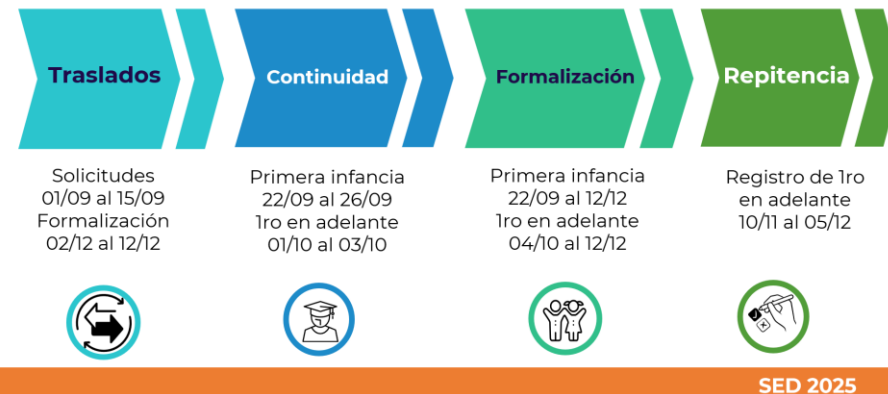 Traslados
Solicitudes
01/09 al 15/09
Formalización
02/12 al 12/12
Continuidad
Primera infancia
22/09 al 26/09
1ro en adelante
01/10 al 03/10
Formalización
Primera infancia
22/09 al 12/12
1ro en adelante
04/10 al 12/12
Repitencia
Registro de 1ro
en adelante
10/11 al 05/12
SED 2025